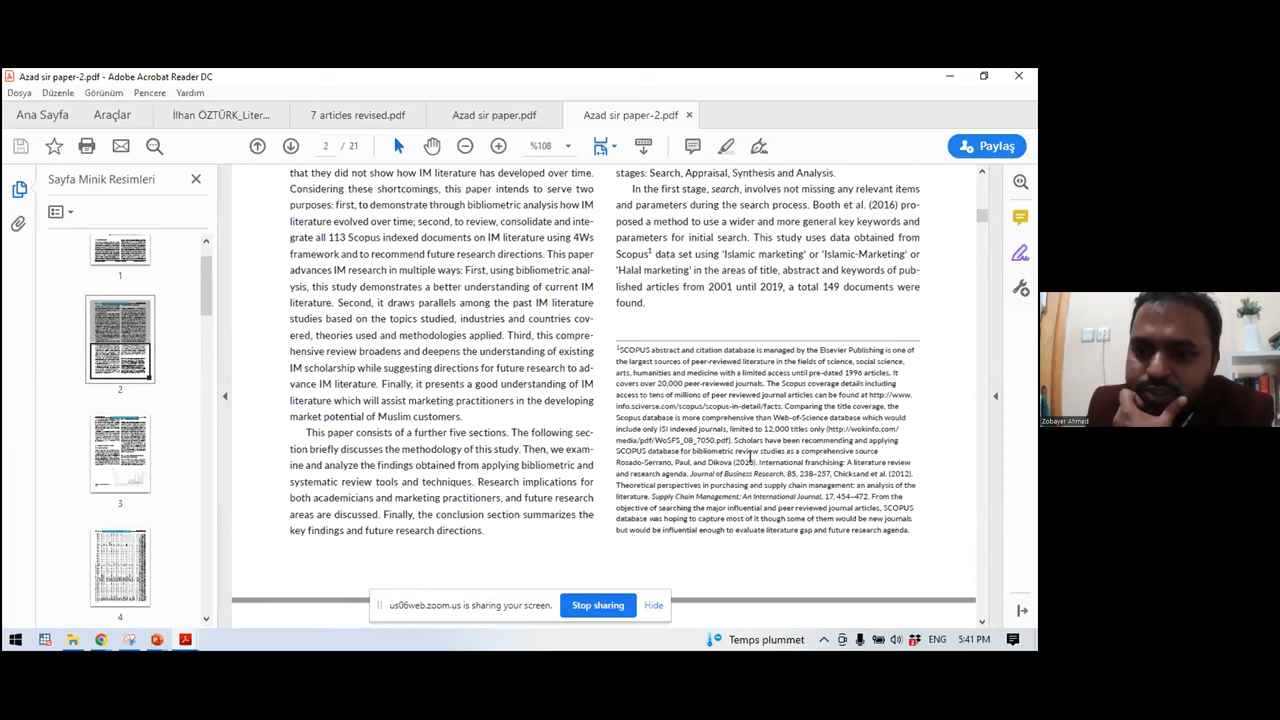 Azad sir paper-2.pdf - Adobe Acrobat Reader DC
Dosya Düzenle Görünüm Pencere Yardım
Ana Sayfa Araçlar İlhan ÖZTÜRK_Liter... 7 articles revised.pdf Azad sir paper.pdf Azad sir paper-2.pdf
2 / 21 %108 Paylaş
Sayfa Minik Resimleri
1
2
3
4
that they did not show how IM literature has developed over time.
Considering these shortcomings, this paper intends to serve two
purposes: first, to demonstrate through bibliometric analysis how IM
literature evolved over time; second, to review, consolidate and inte-
grate all 113 Scopus indexed documents on IM literature using 4Ws
framework and to recommend future research directions. This paper
advances IM research in multiple ways: First, using bibliometric anal-
ysis, this study demonstrates a better understanding of current IM
literature. Second, it draws parallels among the past IM literature
studies based on the topics studied, industries and countries cov-
ered, theories used and methodologies applied. Third, this compre-
hensive review broadens and deepens the understanding of existing
IM scholarship while suggesting directions for future research to ad-
vance IM literature. Finally, it presents a good understanding of IM
literature which will assist marketing practitioners in the developing
market potential of Muslim customers.
This paper consists of a further five sections. The following sec-
tion briefly discusses the methodology of this study. Then, we exam-
ine and analyze the findings obtained from applying bibliometric and
systematic review tools and techniques. Research implications for
both academicians and marketing practitioners, and future research
areas are discussed. Finally, the conclusion section summarizes the
key findings and future research directions.
stages: Search, Appraisal, Synthesis and Analysis.
In the first stage, search, involves not missing any relevant items
and parameters during the search process. Booth et al. (2016) pro-
posed a method to use a wider and more general key keywords and
parameters for initial search. This study uses data obtained from
Scopus1 data set using 'Islamic marketing' or 'Islamic-Marketing' or
'Halal marketing' in the areas of title, abstract and keywords of pub-
lished articles from 2001 until 2019, a total 149 documents were
found.
1SCOPUS abstract and citation database is managed by the Elsevier Publishing is one of
the largest sources of peer-reviewed literature in the fields of science, social science,
arts, humanities and medicine with a limited access until pre-dated 1996 articles. It
covers over 20,000 peer-reviewed journals. The Scopus coverage details including
access to tens of millions of peer reviewed journal articles can be found at http://www.
info.sciverse.com/scopus/scopus-in-detail/facts. Comparing the title coverage, the
Scopus database is more comprehensive than Web-of-Science database which would
include only ISI indexed journals, limited to 12,000 titles only (http://wokinfo.com/
media/pdf/WoSFS_08_7050.pdf). Scholars have been recommending and applying
SCOPUS database for bibliometric review studies as a comprehensive source
Rosado-Serrano, Paul, and Dikova (2018). International franchising: A literature review
and research agenda. Journal of Business Research, 85, 238–257, Chicksand et al. (2012).
Theoretical perspectives in purchasing and supply chain management: an analysis of the
literature. Supply Chain Management: An International Journal, 17, 454–472. From the
objective of searching the major influential and peer reviewed journal articles, SCOPUS
database was hoping to capture most of it though some of them would be new journals
but would be influential enough to evaluate literature gap and future research agenda.
us06web.zoom.us is sharing your screen. Stop sharing Hide
Temps plummet ENG 5:41 PM
Zobayer Ahmed